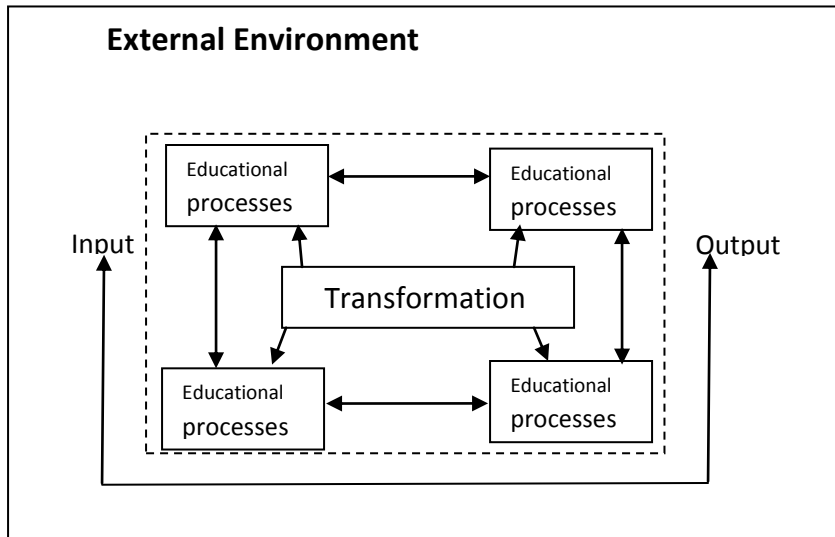 External Environment
Educational
processes
Educational
processes
Input
Output
Transformation
Educational
processes
Educational
processes